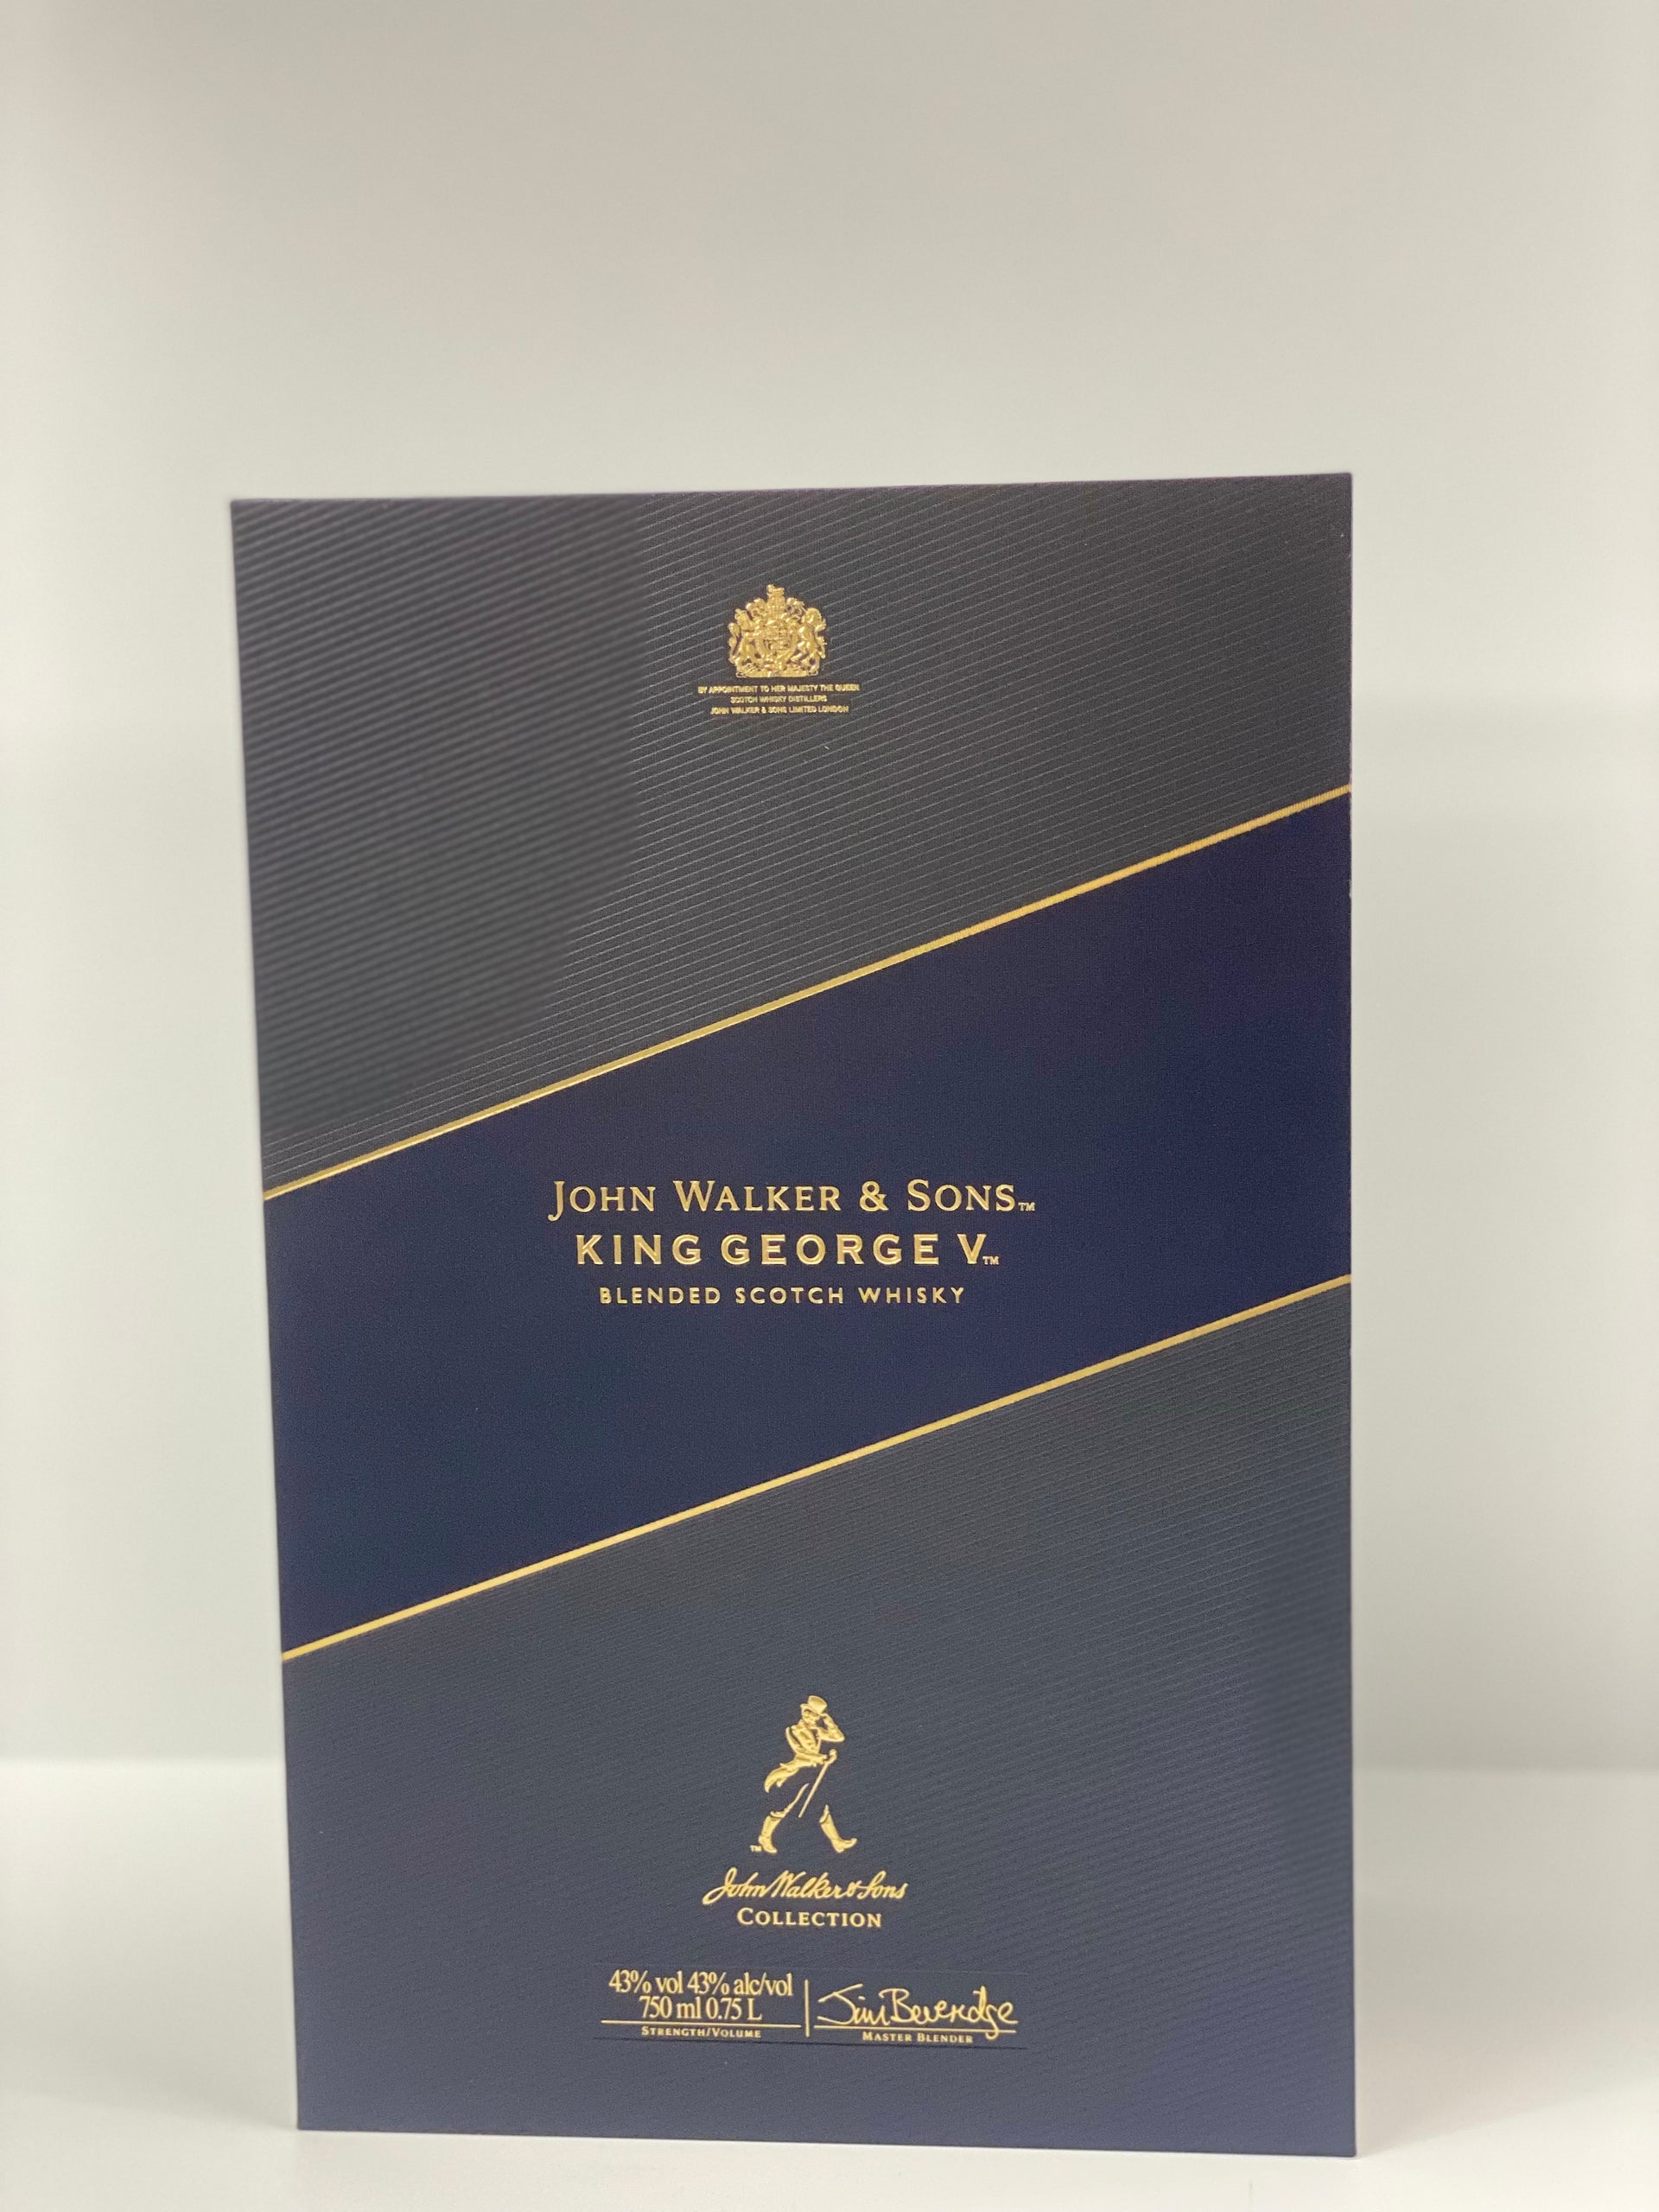 BY APPOINTMENT TO HER MAJESTY THE QUEEN
SCOTCH WHISKY DISTILLERS
JOHN WALKER & SONS LIMITED LONDON
JOHN WALKER & SONS™
KING GEORGE V™
BLENDED SCOTCH WHISKY
™
John Walker & Sons
COLLECTION
43% vol 43% alc/vol
750 ml 0.75 L
STRENGTH/VOLUME
Jim Beveridge
MASTER BLENDER